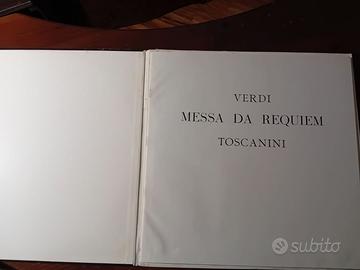 VERDI
MESSA DA REQUIEM
TOSCANINI
subito